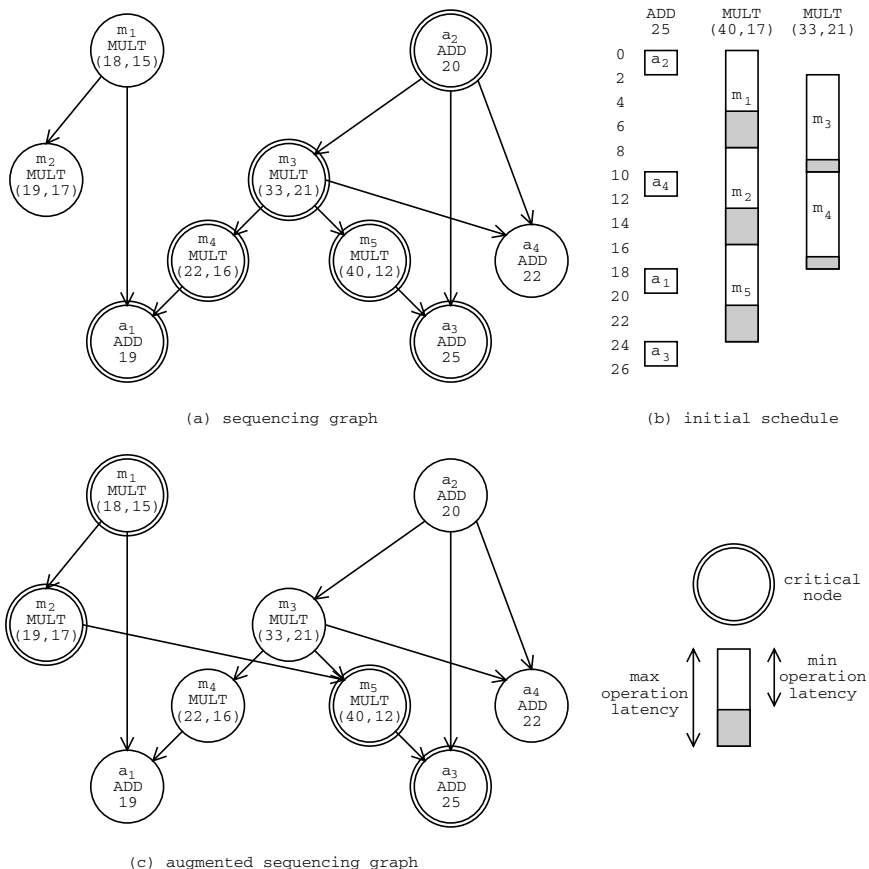 m1
MULT
(18,15)
a2
ADD
20
m2
MULT
(19,17)
m3
MULT
(33,21)
m4
MULT
(22,16)
m5
MULT
(40,12)
a4
ADD
22
a1
ADD
19
a3
ADD
25
(a) sequencing graph
ADD
25
MULT
(40,17)
MULT
(33,21)
0
2
4
6
8
10
12
14
16
18
20
22
24
26
a2
a4
a1
a3
m1
m2
m5
m3
m4
(b) initial schedule
m1
MULT
(18,15)
a2
ADD
20
m2
MULT
(19,17)
m3
MULT
(33,21)
m4
MULT
(22,16)
m5
MULT
(40,12)
a4
ADD
22
a1
ADD
19
a3
ADD
25
(c) augmented sequencing graph
critical
node
max
operation
latency
min
operation
latency